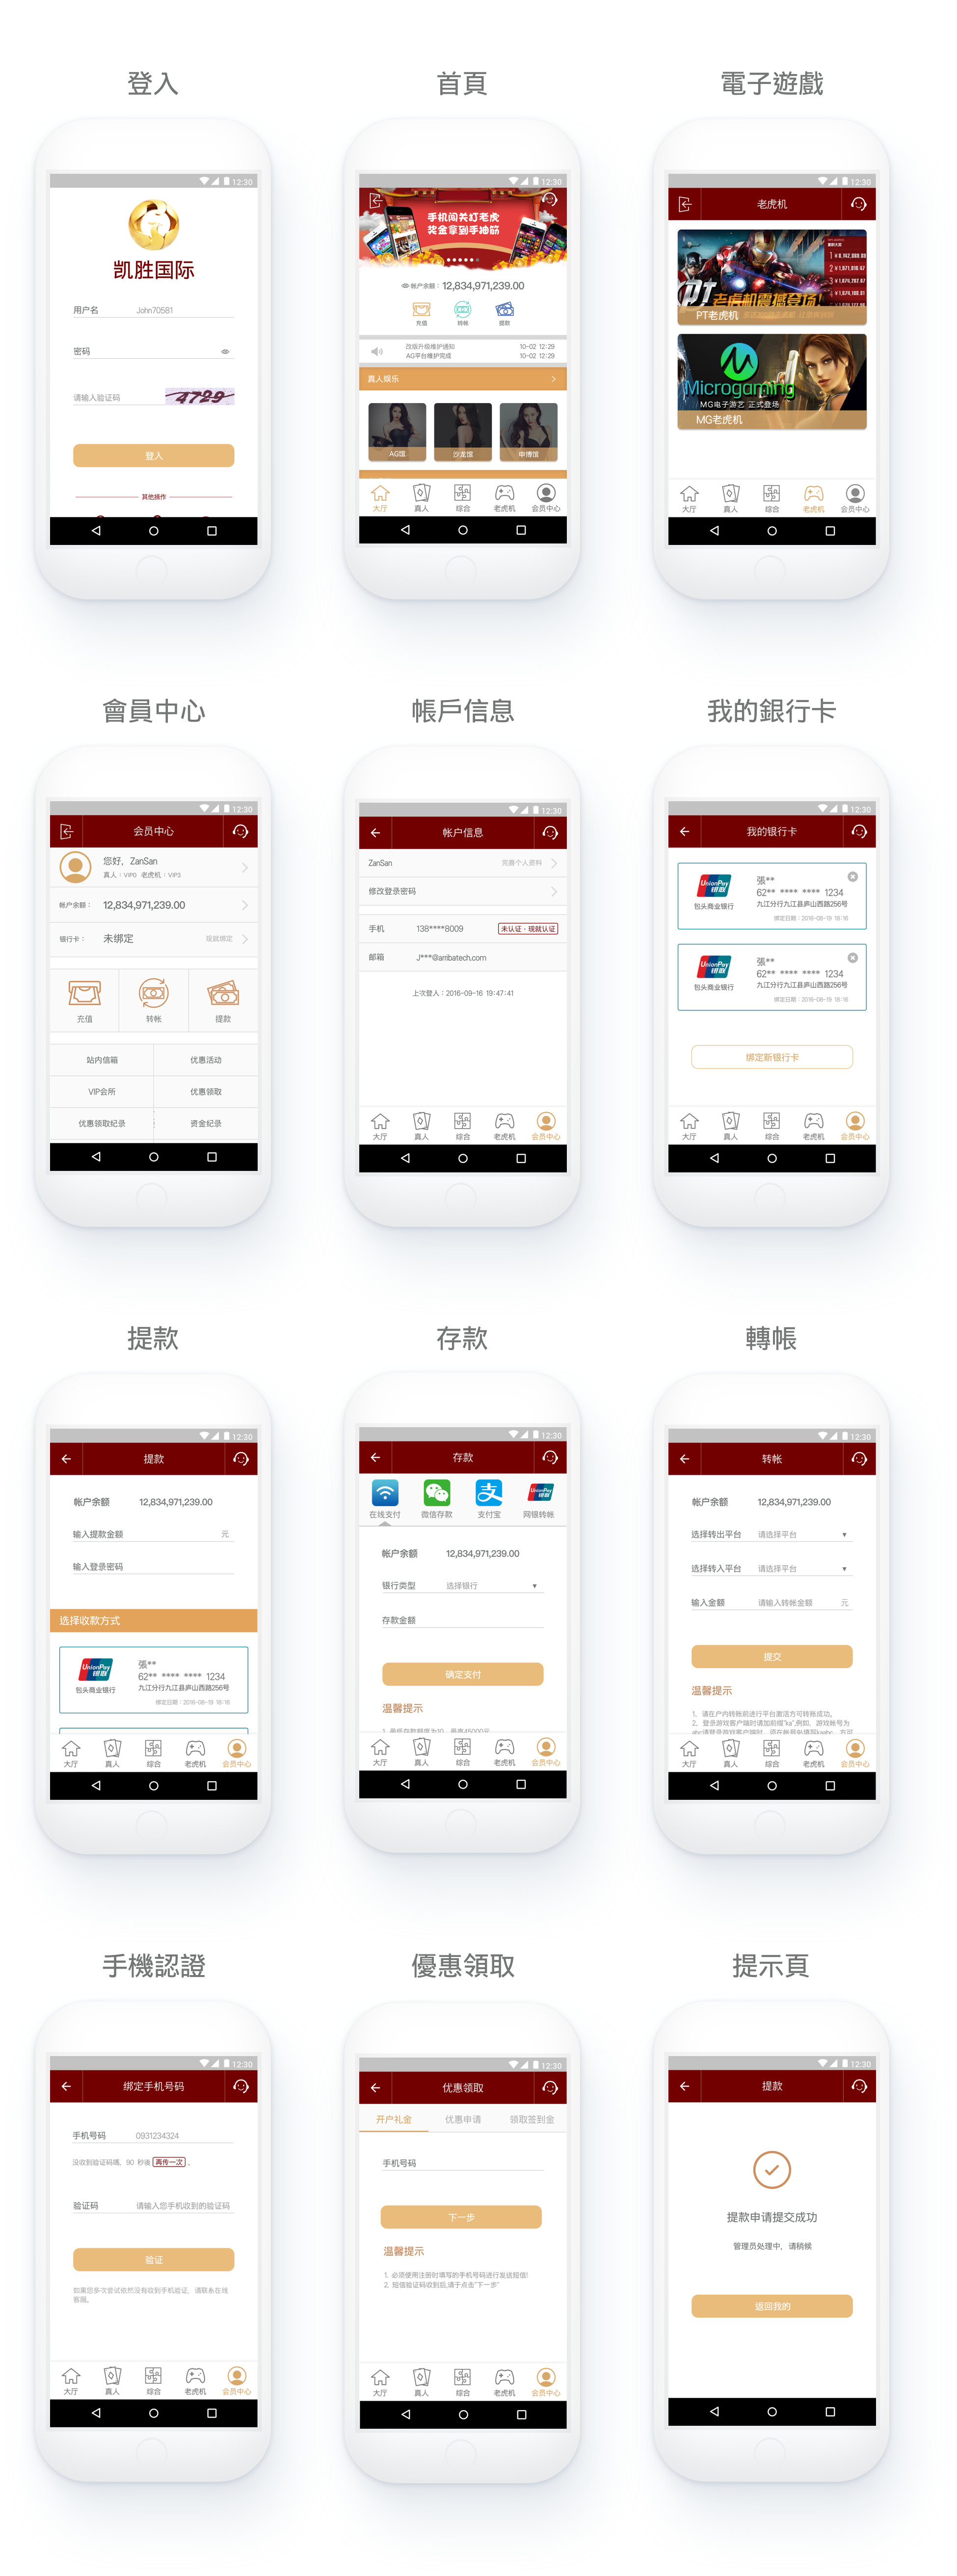 登入
首頁
電子遊戲
12:30
凯胜国际
用户名 John70581
密码
请输入验证码 4729
登入
其他操作
12:30
手机闯关灯老虎
奖金拿到手抽筋
帐户余额： 12,834,971,239.00
充值 转帐 提款
改版升级维护通知 10-02 12:29
AG平台维护完成 10-02 12:29
真人娱乐
AG馆 沙龙馆 申博馆
大厅 真人 综合 老虎机 会员中心
12:30
老虎机
PT
老虎机震撼登场
PT老虎机
Microgaming
MG电子游艺 正式登场
MG老虎机
大厅 真人 综合 老虎机 会员中心
會員中心
帳戶信息
我的銀行卡
12:30
会员中心
您好, ZanSan
真人：VIP0 老虎机：VIP3
帐户余额： 12,834,971,239.00
银行卡： 未绑定 现就绑定
充值 转帐 提款
站内信箱 优惠活动
VIP会所 优惠领取
优惠领取纪录 资金纪录
12:30
帐户信息
ZanSan 完善个人资料
修改登录密码
手机 138****8009 未认证，现就认证
邮箱 J***@arribatech.com
上次登入：2016-09-16 19:47:41
大厅 真人 综合 老虎机 会员中心
12:30
我的银行卡
UnionPay
银联
包头商业银行
張**
62** **** **** 1234
九江分行九江县庐山西路256号
绑定日期：2016-08-19 16:16
UnionPay
银联
包头商业银行
張**
62** **** **** 1234
九江分行九江县庐山西路256号
绑定日期：2016-08-19 16:16
绑定新银行卡
大厅 真人 综合 老虎机 会员中心
提款
存款
轉帳
12:30
提款
帐户余额 12,834,971,239.00
输入提款金额 元
输入登录密码
选择收款方式
UnionPay
银联
包头商业银行
張**
62** **** **** 1234
九江分行九江县庐山西路256号
绑定日期：2016-08-19 16:16
大厅 真人 综合 老虎机 会员中心
12:30
存款
在线支付 微信存款 支付宝 网银转帐
帐户余额 12,834,971,239.00
银行类型 选择银行
存款金额
确定支付
温馨提示
1. 最低存款额度为10，最高45000元
大厅 真人 综合 老虎机 会员中心
12:30
转帐
帐户余额 12,834,971,239.00
选择转出平台 请选择平台
选择转入平台 请选择平台
输入金额 请输入转帐金额 元
提交
温馨提示
1、请在户内转账前进行平台激活方可转账成功。
2、登录游戏客户端时请加前缀"ka",例如，游戏帐号为
大厅 真人 综合 老虎机 会员中心
手機認證
優惠領取
提示頁
12:30
绑定手机号码
手机号码 0931234324
没收到验证码嗎，90 秒後 再传一次 。
验证码 请输入您手机收到的验证码
验证
如果您多次尝试依然没有收到手机验证，请联系在线
客服。
大厅 真人 综合 老虎机 会员中心
12:30
优惠领取
开户礼金 优惠申请 领取签到金
手机号码
下一步
温馨提示
1. 必须使用注册时填写的手机号码进行发送短信!
2. 短信验证码收到后,请于点击"下一步"
大厅 真人 综合 老虎机 会员中心
12:30
提款
提款申请提交成功
管理员处理中，请稍候
返回我的